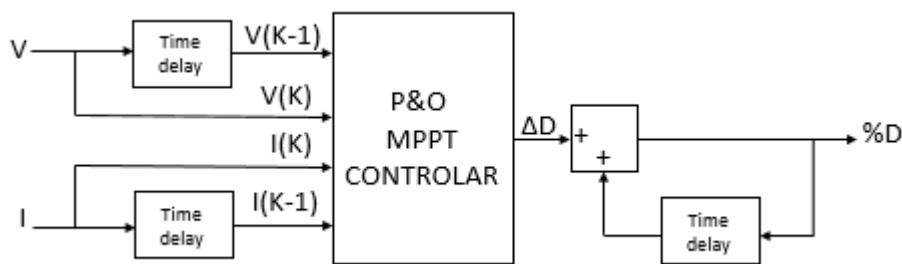 V
Time
delay
V(K-1)
V(K)
I(K)
I
Time
delay
I(K-1)
P&O
MPPT
CONTROLAR
ΔD
+
+
%D
Time
delay